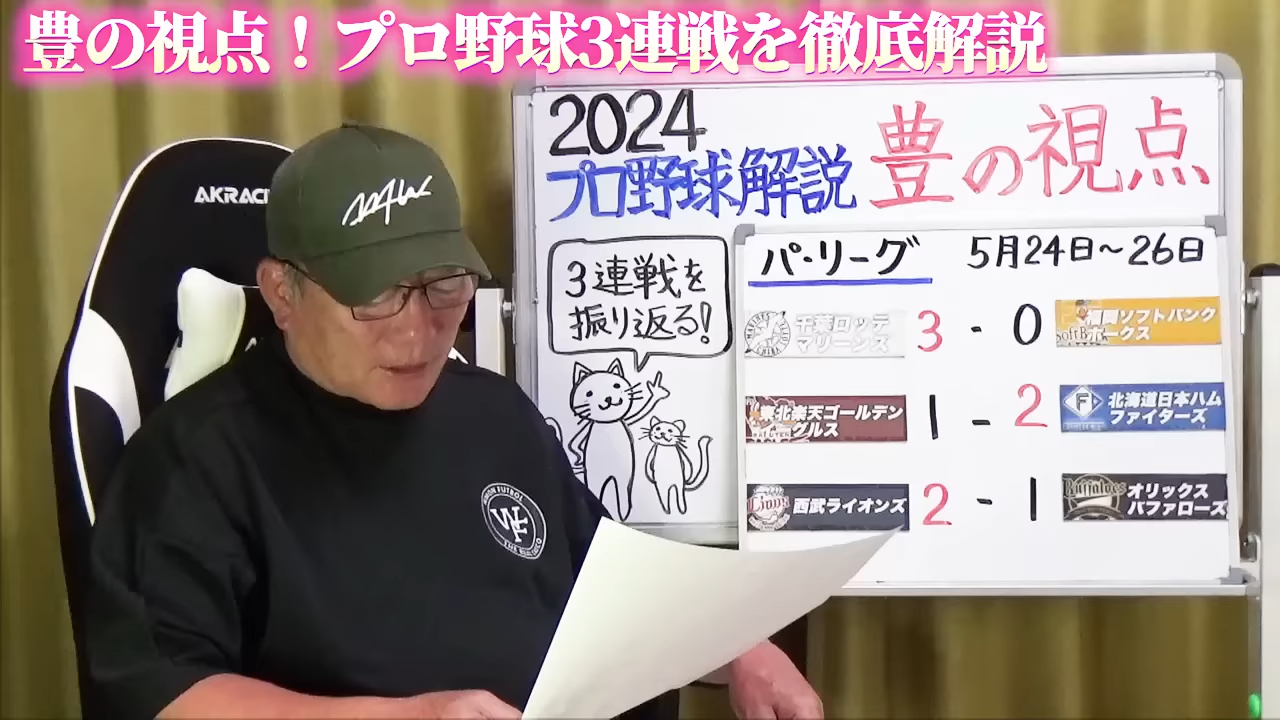 豊の視点！プロ野球3連戦を徹底解説
AKRACI
2024
プロ野球解説 豊の視点
3連戦を
振り返る!
パ・リーグ 5月24日～26日
千葉ロッテ
マリーンズ
3 - 0
福岡ソフトバンク
ホークス
東北楽天ゴールデン
イーグルス
1 - 2
F
北海道日本ハム
ファイターズ
Lions
西武ライオンズ
2 - 1
Buffaloes
オリックス
バファローズ
WF